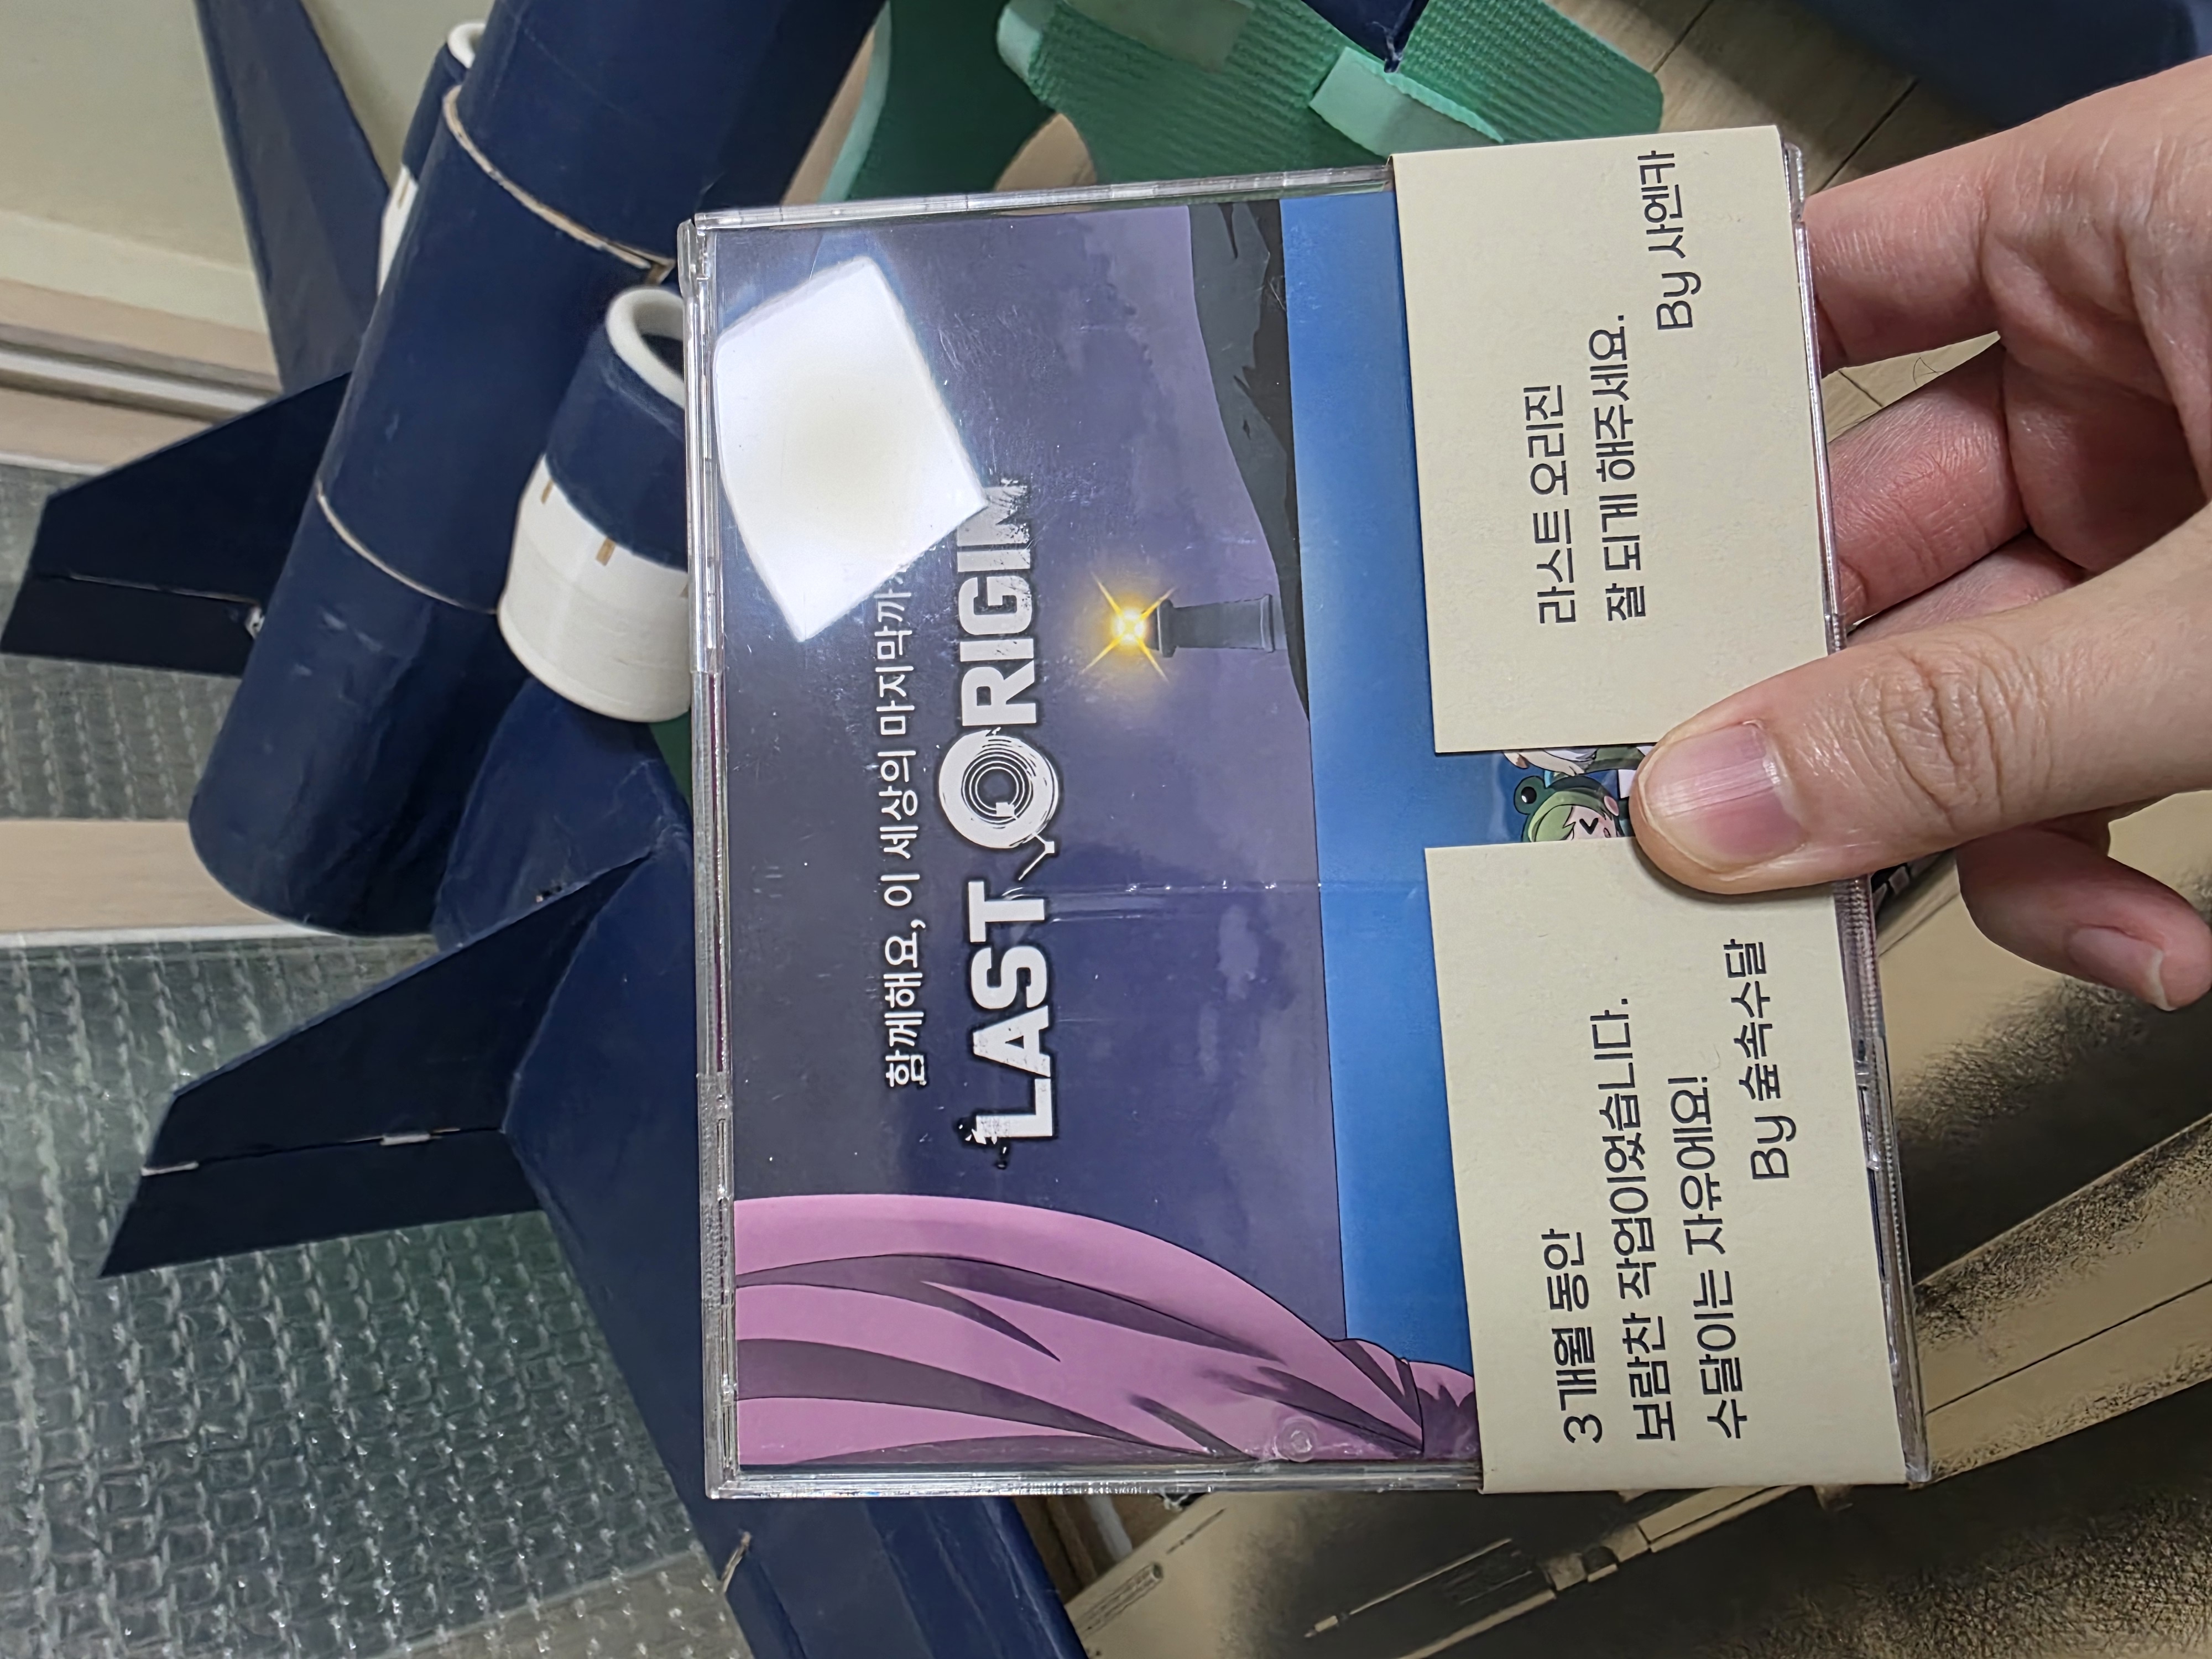 함께해요, 이 세상의 마지막까
LAST ORIGIN
3개월 동안
보람찬 작업이었습니다.
수달이는 자유에요!
By 숲속수달
라스트 오리진
잘 되게 해주세요.
By 사엔카